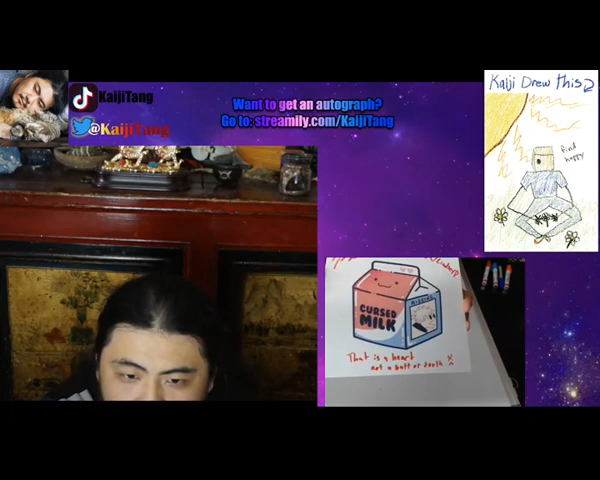 KaijiTang
@KaijiTang
Want to get an autograph?
Go to: streamily.com/KaijiTang
Kaiji Drew this
find
happy
MISSING
CURSED
MILK
That is a heart
not a butt or tooth